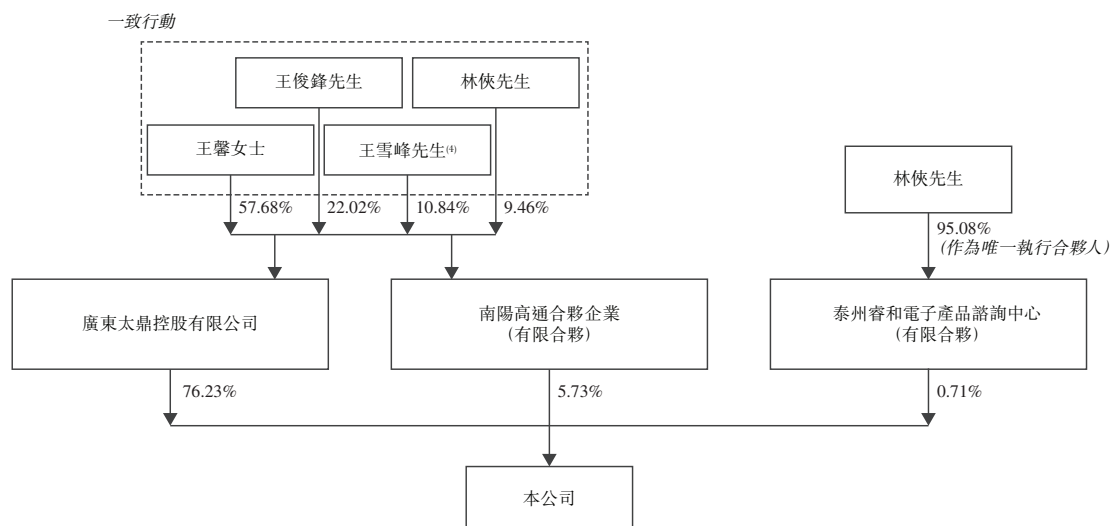 一致行動
王俊鋒先生
林俠先生
王馨女士
王雪峰先生(4)
林俠先生
57.68%
22.02%
10.84%
9.46%
95.08%
(作為唯一執行合夥人)
廣東太鼎控股有限公司
南陽高通合夥企業
(有限合夥)
泰州睿和電子產品諮詢中心
(有限合夥)
76.23%
5.73%
0.71%
本公司